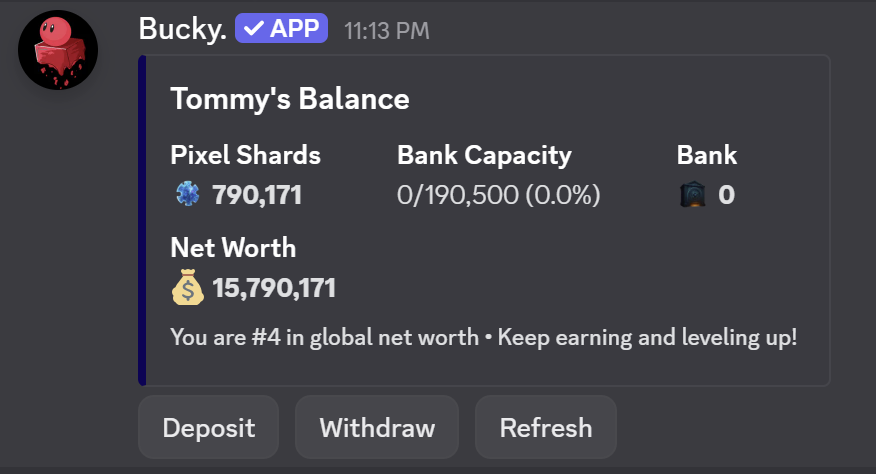 Bucky. ✓ APP 11:13 PM
Tommy's Balance
Pixel Shards Bank Capacity Bank
790,171 0/190,500 (0.0%) 0
Net Worth
15,790,171
You are #4 in global net worth • Keep earning and leveling up!
Deposit Withdraw Refresh